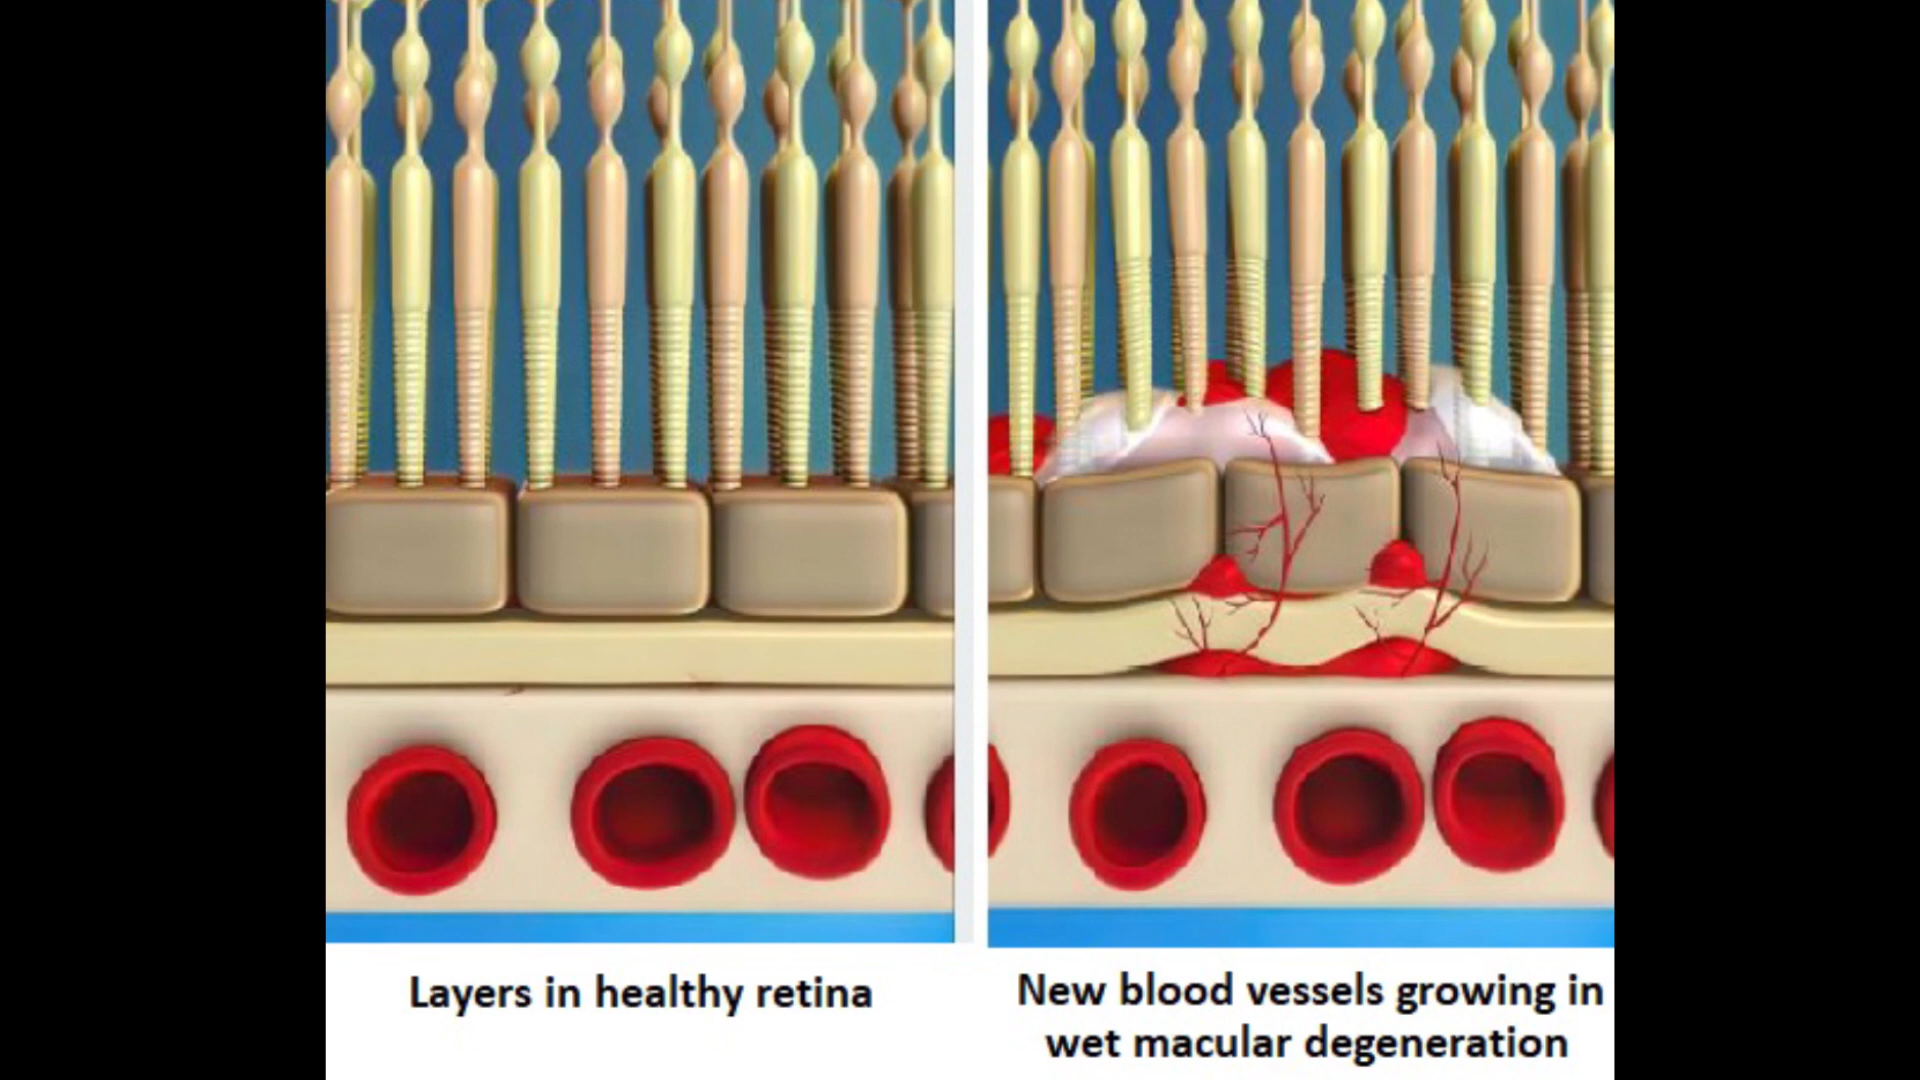 Layers in healthy retina
New blood vessels growing in
wet macular degeneration